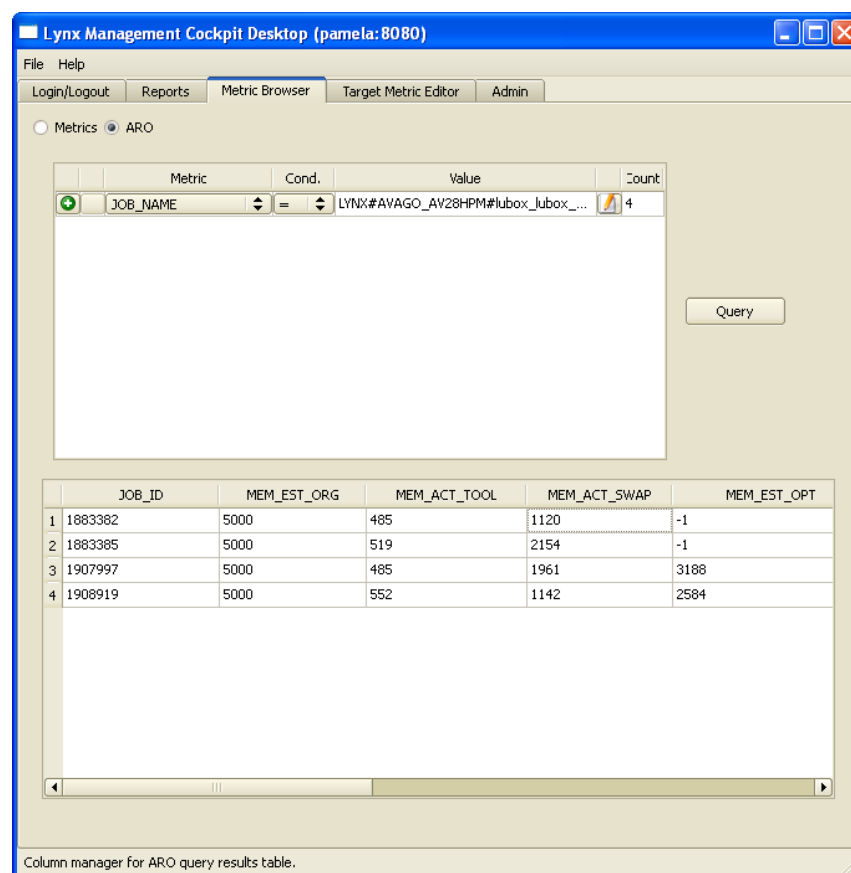 Lynx Management Cockpit Desktop (pamela:8080)
File Help
Login/Logout Reports Metric Browser Target Metric Editor Admin
Metrics ARO
Metric Cond. Value Count
JOB_NAME = LYNX#AVAGO_AV28HPM#lubox_lubox_... 4
Query
JOB_ID MEM_EST_ORG MEM_ACT_TOOL MEM_ACT_SWAP MEM_EST_OPT
1 1883382 5000 485 1120 -1
2 1883385 5000 519 2154 -1
3 1907997 5000 485 1961 3188
4 1908919 5000 552 1142 2584
Column manager for ARO query results table.